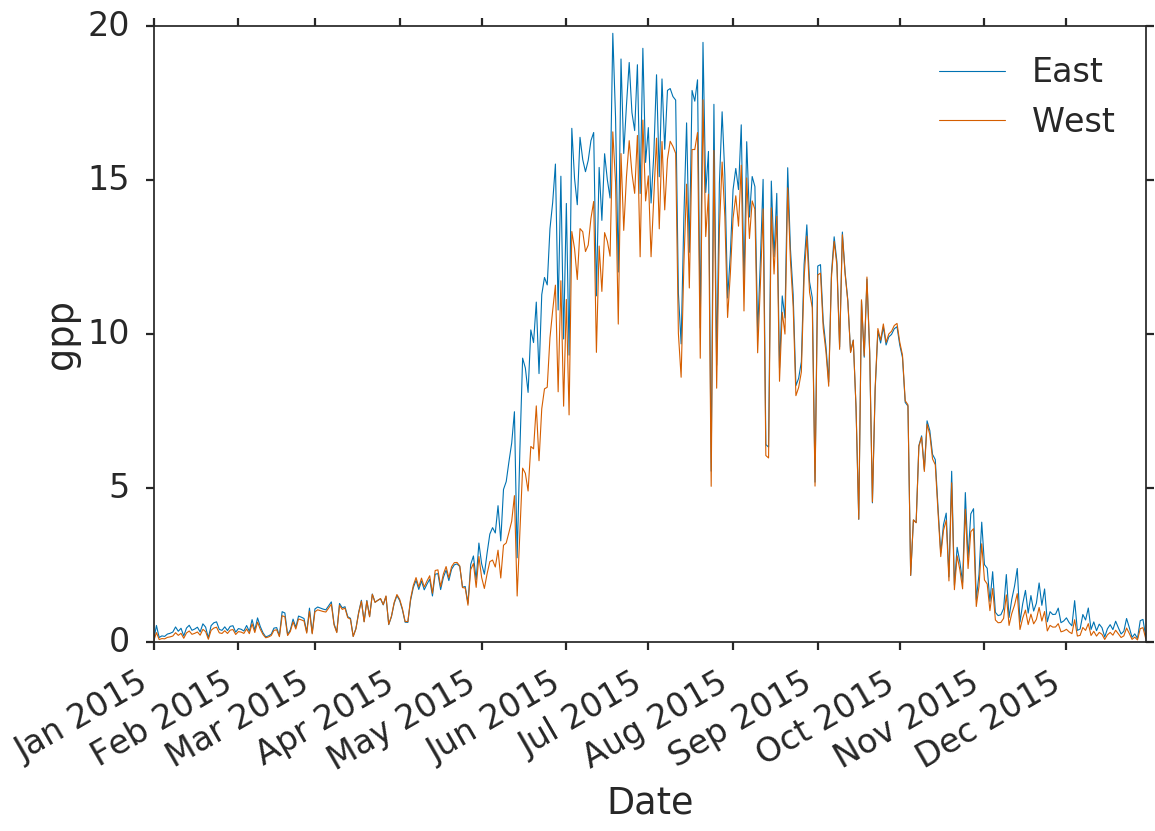 20
15
10
5
0
gpp
East
West
Jan 2015
Feb 2015
Mar 2015
Apr 2015
May 2015
Jun 2015
Jul 2015
Aug 2015
Sep 2015
Oct 2015
Nov 2015
Dec 2015
Date